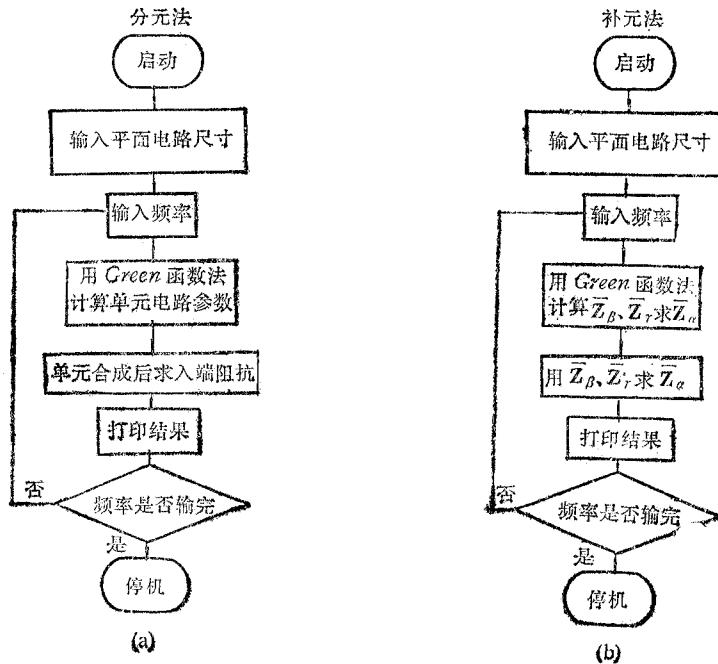 分元法
启动
输入平面电路尺寸
输入频率
用 Green 函数法
计算单元电路参数
单元合成后求入端阻抗
打印结果
否
频率是否输完
是
停机
(a)
补元法
启动
输入平面电路尺寸
输入频率
用 Green 函数法
计算 Z̄β、Z̄γ求Z̄α
用 Z̄β、Z̄γ求 Z̄α
打印结果
否
频率是否输完
是
停机
(b)